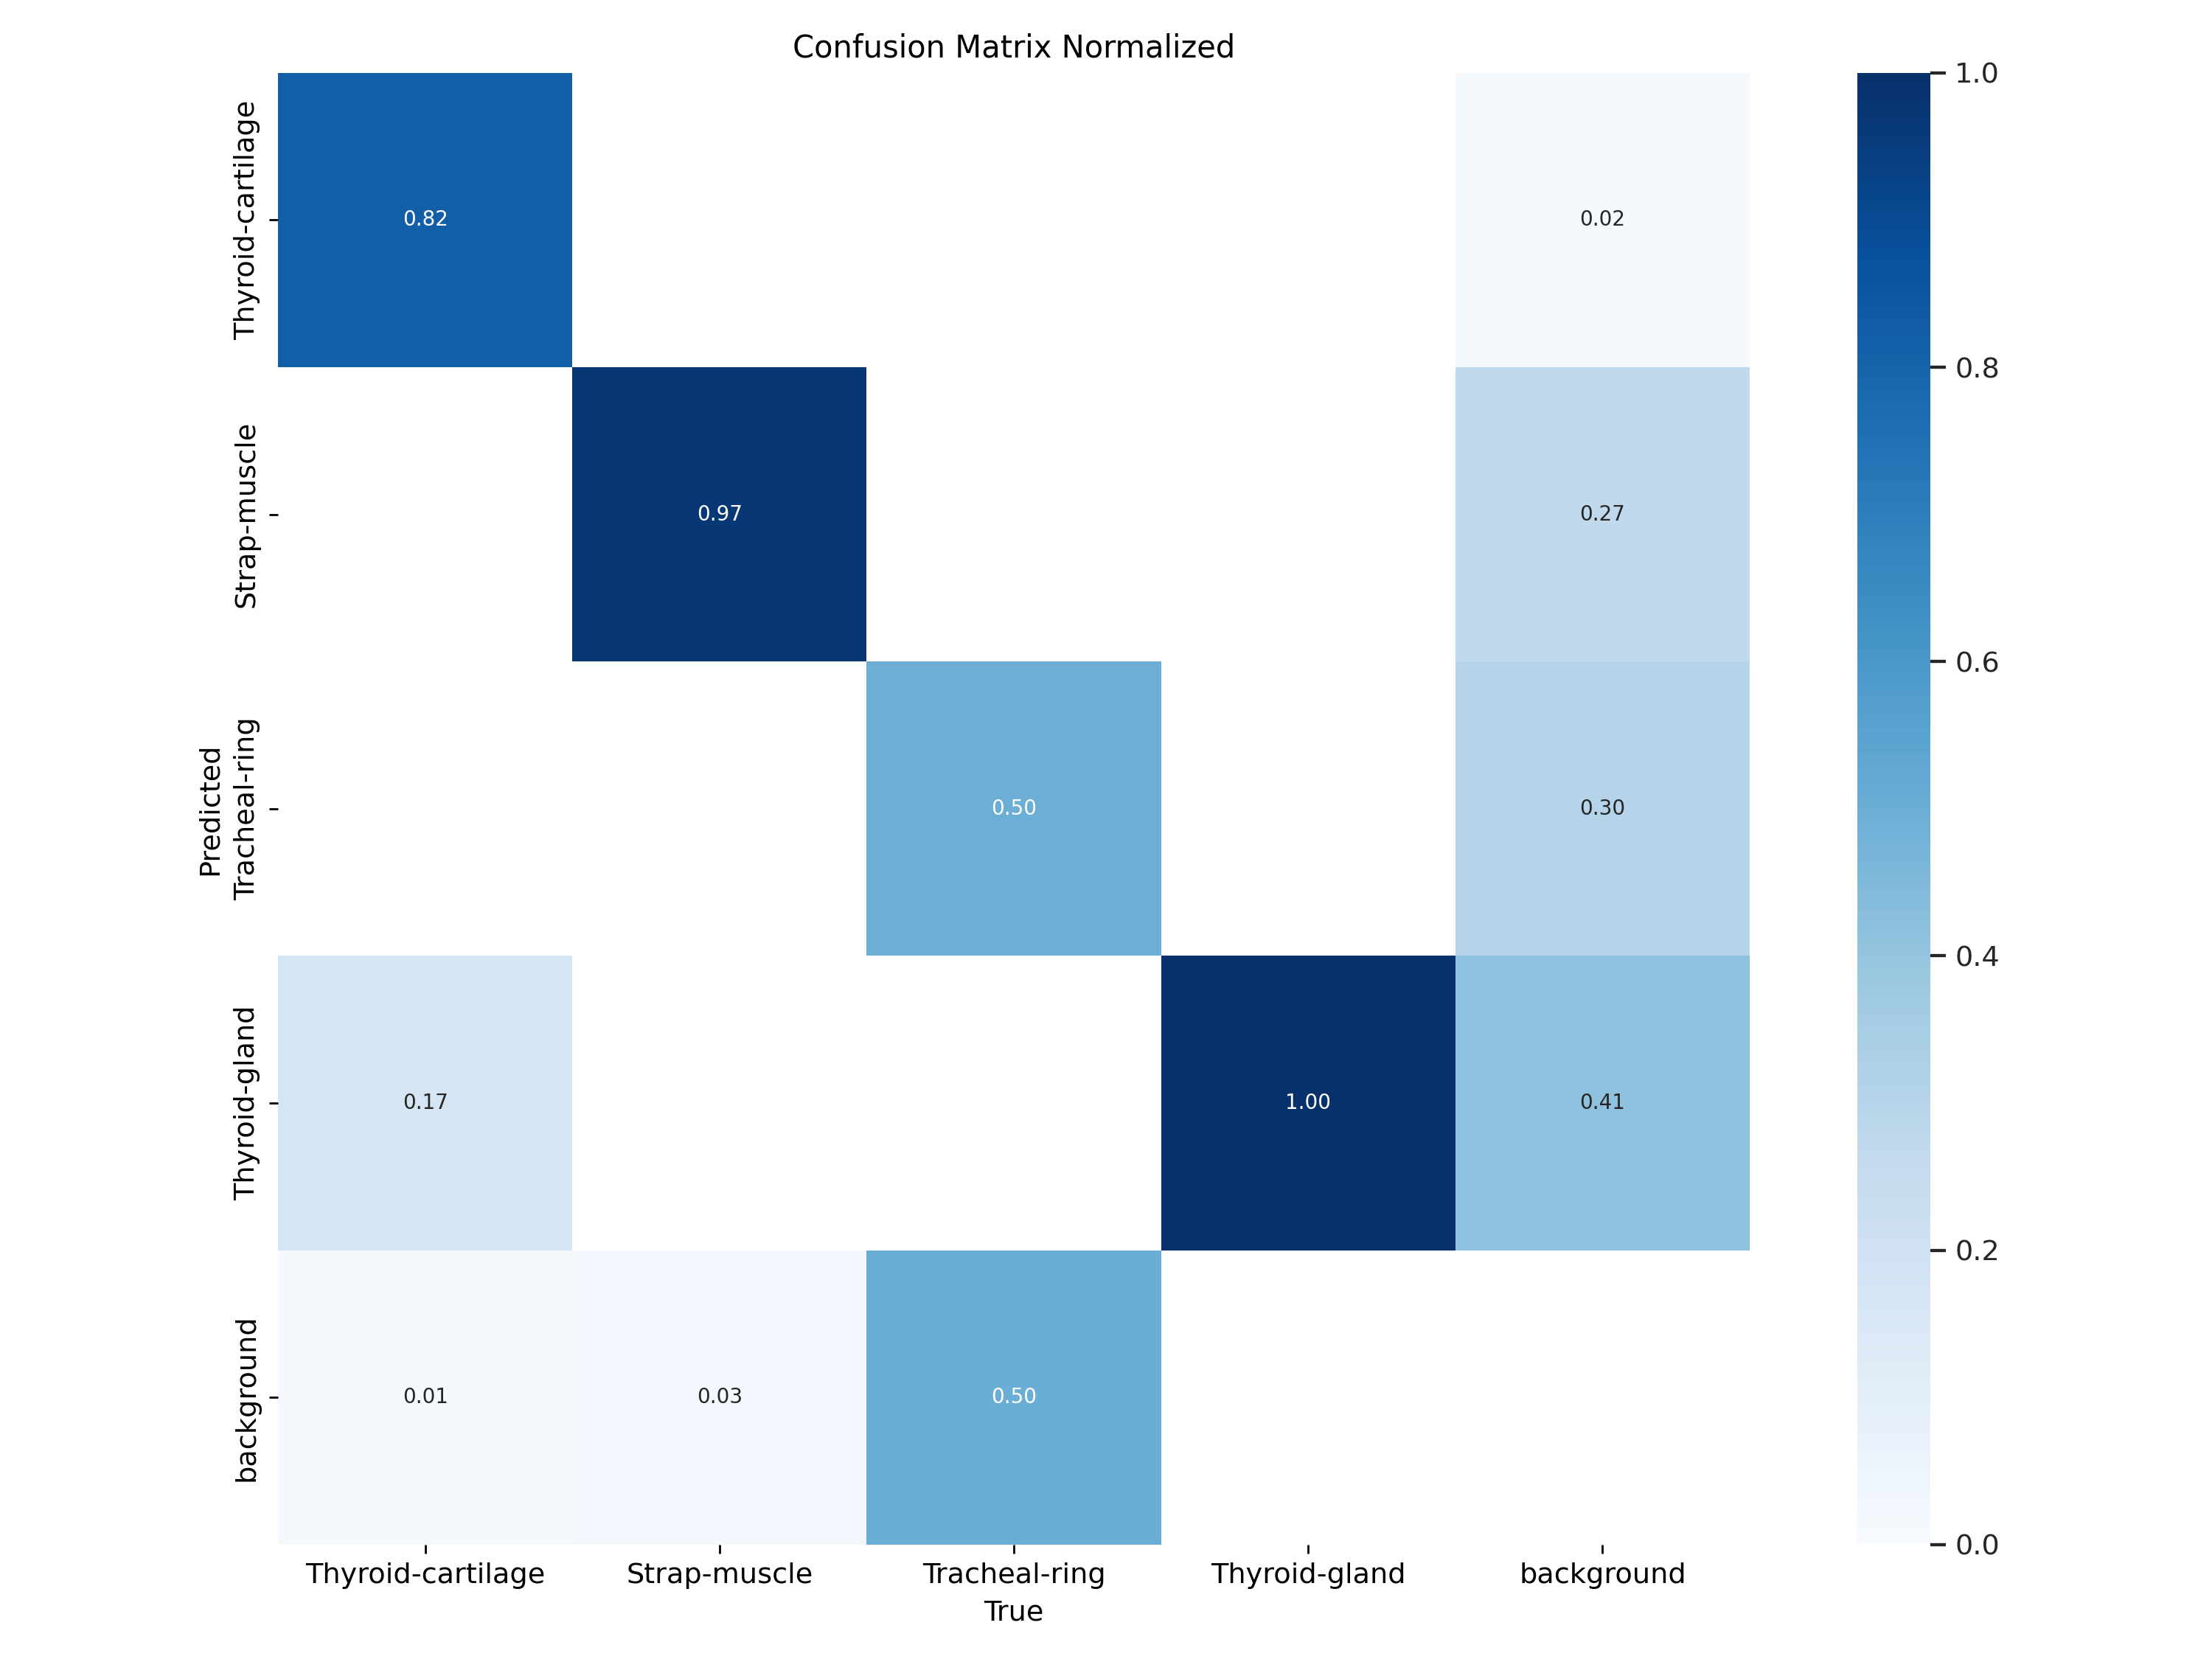 Confusion Matrix Normalized
Thyroid-cartilage
Strap-muscle
Tracheal-ring
Thyroid-gland
background
Predicted
0.82
0.02
0.97
0.27
0.50
0.30
0.17
1.00
0.41
0.01
0.03
0.50
Thyroid-cartilage
Strap-muscle
Tracheal-ring
Thyroid-gland
background
True
1.0
0.8
0.6
0.4
0.2
0.0